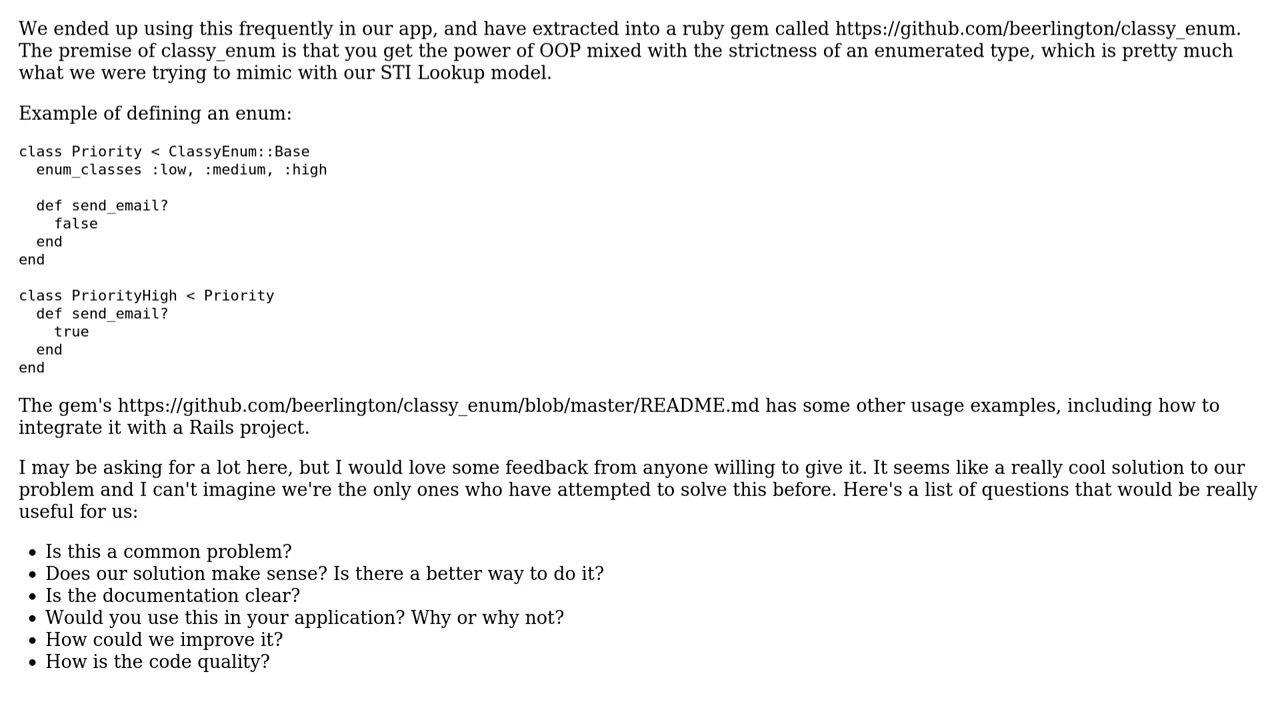 We ended up using this frequently in our app, and have extracted into a ruby gem called https://github.com/beerlington/classy_enum.
The premise of classy_enum is that you get the power of OOP mixed with the strictness of an enumerated type, which is pretty much
what we were trying to mimic with our STI Lookup model.
Example of defining an enum:
class Priority < ClassyEnum::Base
  enum_classes :low, :medium, :high
  def send_email?
    false
  end
end
class PriorityHigh < Priority
  def send_email?
    true
  end
end
The gem's https://github.com/beerlington/classy_enum/blob/master/README.md has some other usage examples, including how to
integrate it with a Rails project.
I may be asking for a lot here, but I would love some feedback from anyone willing to give it. It seems like a really cool solution to our
problem and I can't imagine we're the only ones who have attempted to solve this before. Here's a list of questions that would be really
useful for us:
• Is this a common problem?
• Does our solution make sense? Is there a better way to do it?
• Is the documentation clear?
• Would you use this in your application? Why or why not?
• How could we improve it?
• How is the code quality?